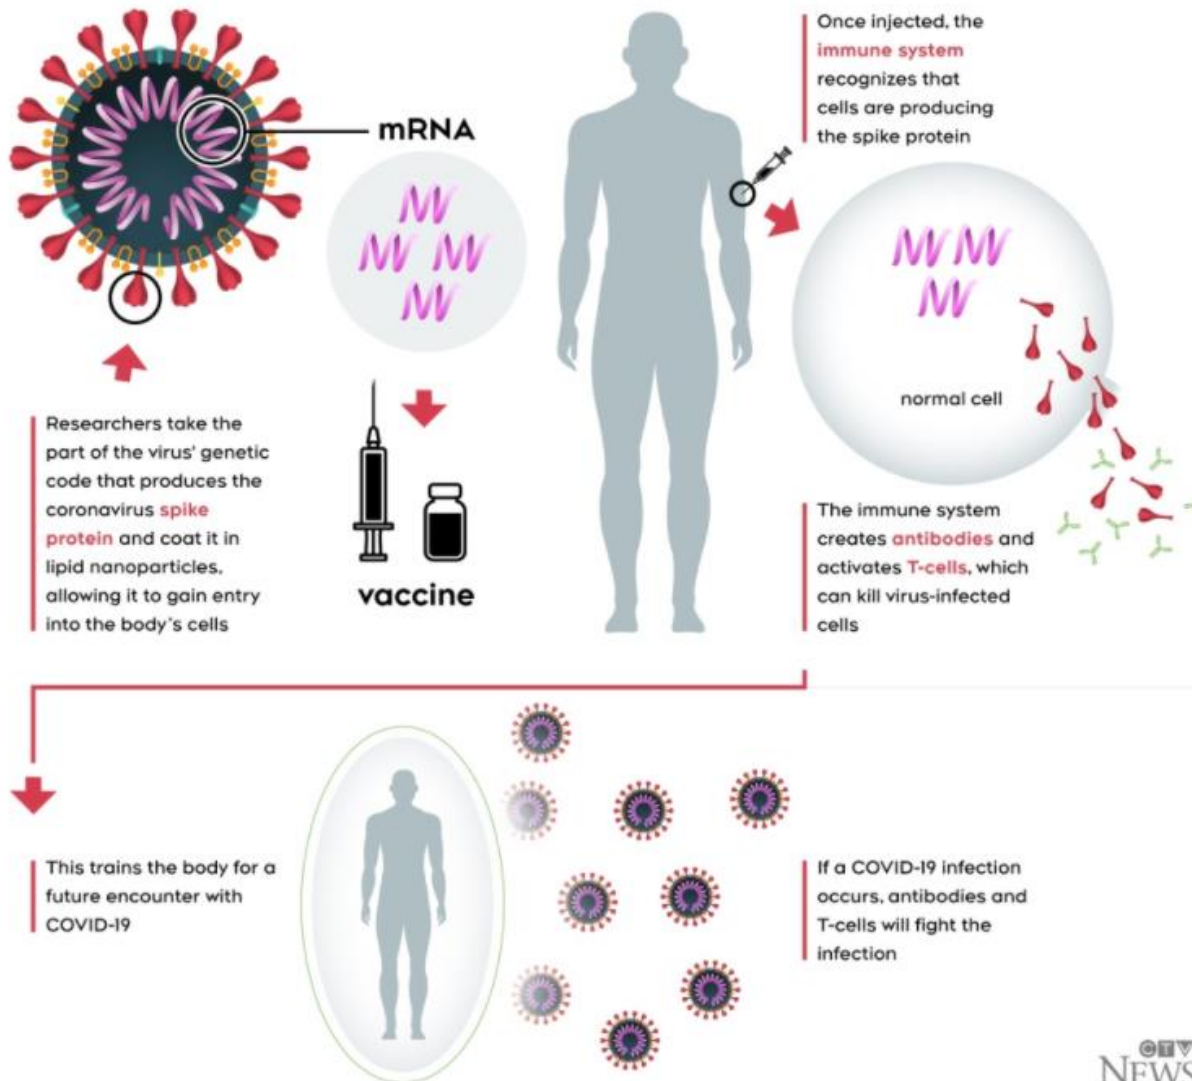 mRNA
Once injected, the
immune system
recognizes that
cells are producing
the spike protein
Researchers take the
part of the virus' genetic
code that produces the
coronavirus spike
protein and coat it in
lipid nanoparticles,
allowing it to gain entry
into the body's cells
vaccine
normal cell
The immune system
creates antibodies and
activates T-cells, which
can kill virus-infected
cells
This trains the body for a
future encounter with
COVID-19
If a COVID-19 infection
occurs, antibodies and
T-cells will fight the
infection
CTV
NEWS